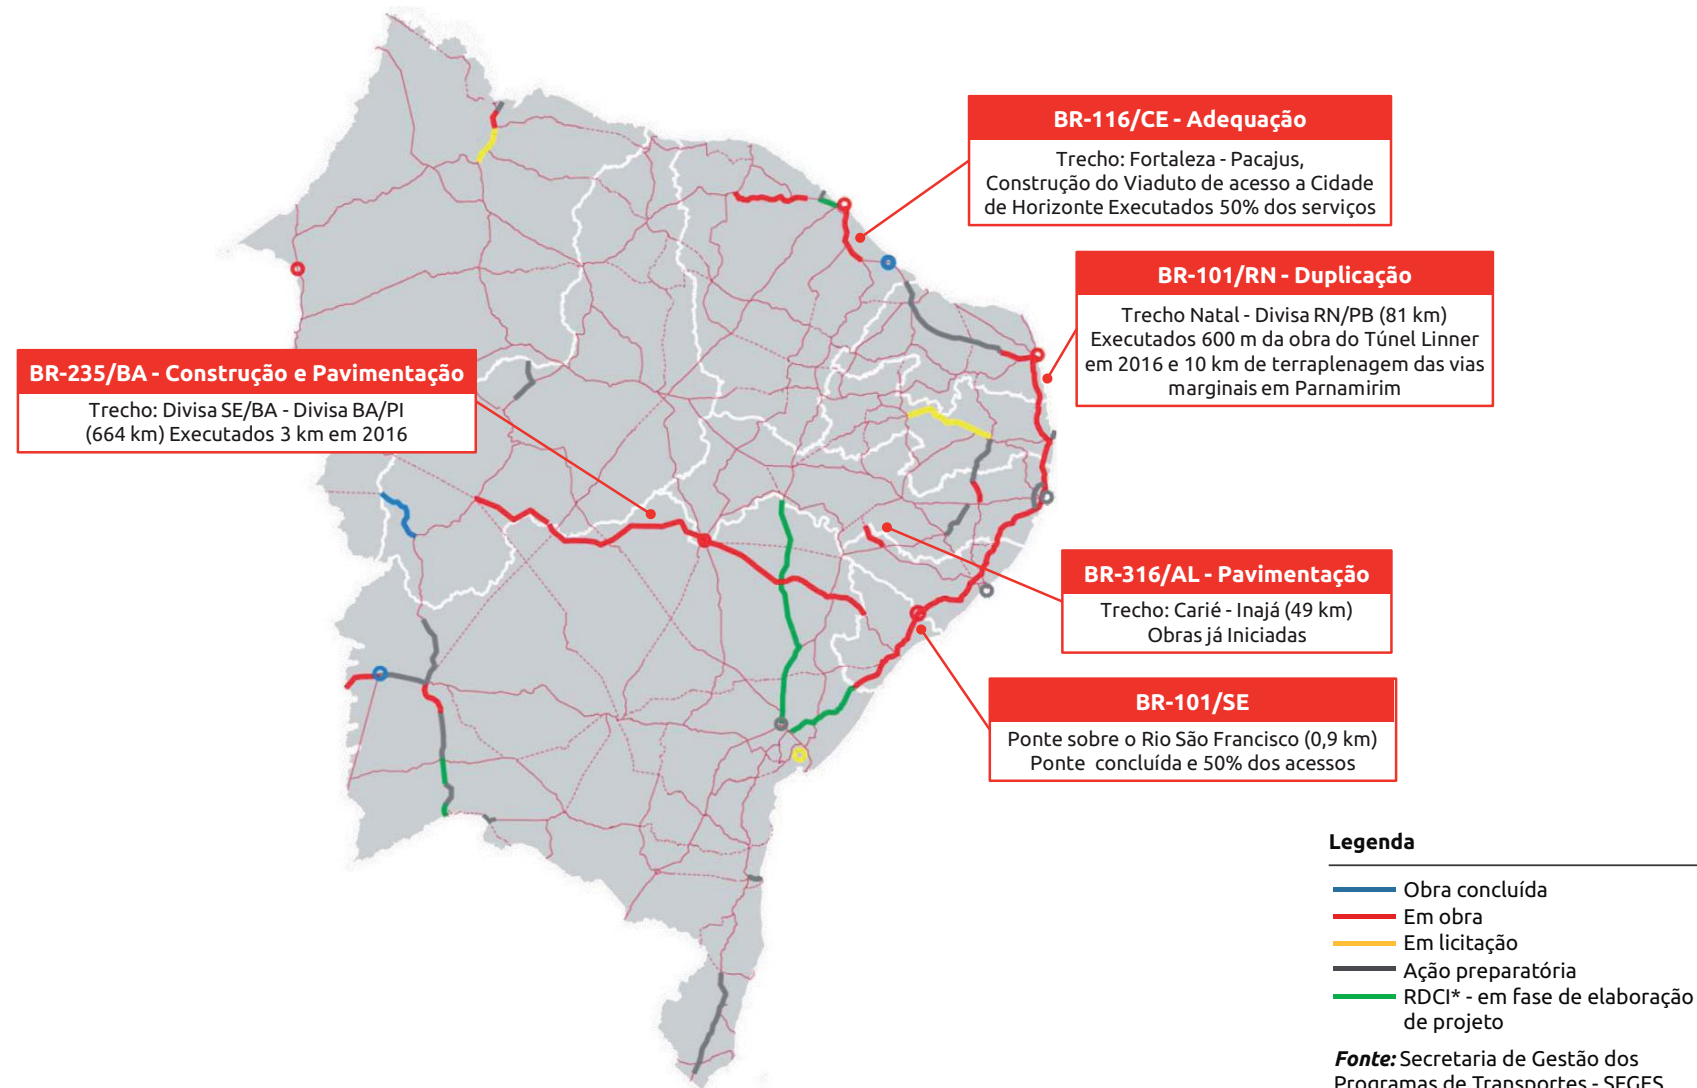 BR-116/CE - Adequação
Trecho: Fortaleza - Pacajus,
Construção do Viaduto de acesso a Cidade
de Horizonte Executados 50% dos serviços
BR-101/RN - Duplicação
Trecho Natal - Divisa RN/PB (81 km)
Executados 600 m da obra do Túnel Linner
em 2016 e 10 km de terraplenagem das vias
marginais em Parnamirim
BR-235/BA - Construção e Pavimentação
Trecho: Divisa SE/BA - Divisa BA/PI
(664 km) Executados 3 km em 2016
BR-316/AL - Pavimentação
Trecho: Carié - Inajá (49 km)
Obras já Iniciadas
BR-101/SE
Ponte sobre o Rio São Francisco (0,9 km)
Ponte concluída e 50% dos acessos
Legenda
Obra concluída
Em obra
Em licitação
Ação preparatória
RDCI* - em fase de elaboração
de projeto
Fonte: Secretaria de Gestão dos
Programas de Transportes - SEGES